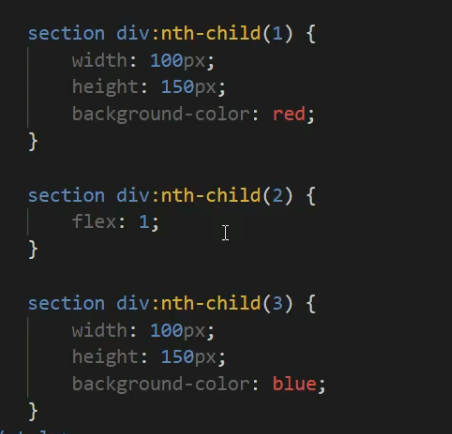 section div:nth-child(1) {
    width: 100px;
    height: 150px;
    background-color: red;
}
section div:nth-child(2) {
    flex: 1;
}
section div:nth-child(3) {
    width: 100px;
    height: 150px;
    background-color: blue;
}